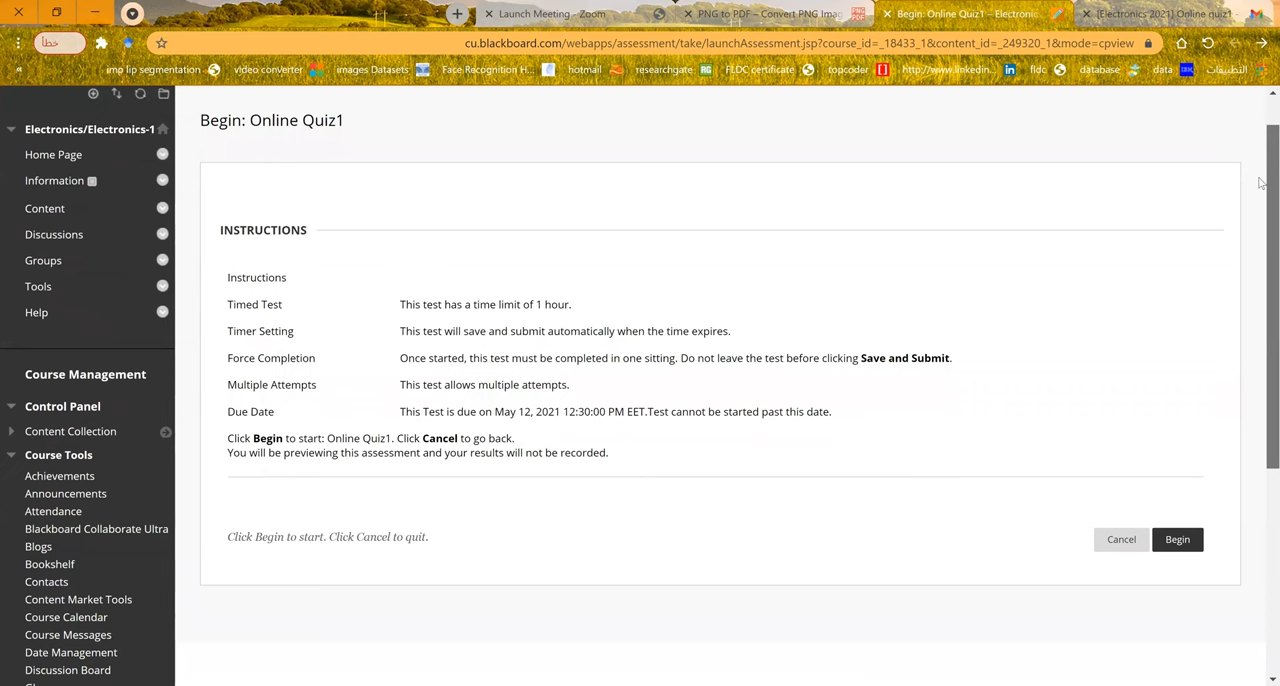 Launch Meeting - Zoom
PNG to PDF – Convert PNG Imag
Begin: Online Quiz1 – Electronic
[Electronics 2021] Online quiz1 -
خطأ
cu.blackboard.com/webapps/assessment/take/launchAssessment.jsp?course_id=_18433_1&content_id=_249320_1&mode=cpview
« imp lip segmentation video converter images Datasets Face Recognition H... hotmail researchgate FLDC certificate topcoder http://www.linkedin... fldc database data التطبيقات
Electronics/Electronics-1
Home Page
Information
Content
Discussions
Groups
Tools
Help
Course Management
Control Panel
Content Collection
Course Tools
Achievements
Announcements
Attendance
Blackboard Collaborate Ultra
Blogs
Bookshelf
Contacts
Content Market Tools
Course Calendar
Course Messages
Date Management
Discussion Board
Begin: Online Quiz1
INSTRUCTIONS
Instructions
Timed Test This test has a time limit of 1 hour.
Timer Setting This test will save and submit automatically when the time expires.
Force Completion Once started, this test must be completed in one sitting. Do not leave the test before clicking Save and Submit.
Multiple Attempts This test allows multiple attempts.
Due Date This Test is due on May 12, 2021 12:30:00 PM EET.Test cannot be started past this date.
Click Begin to start: Online Quiz1. Click Cancel to go back.
You will be previewing this assessment and your results will not be recorded.
Click Begin to start. Click Cancel to quit.
Cancel Begin